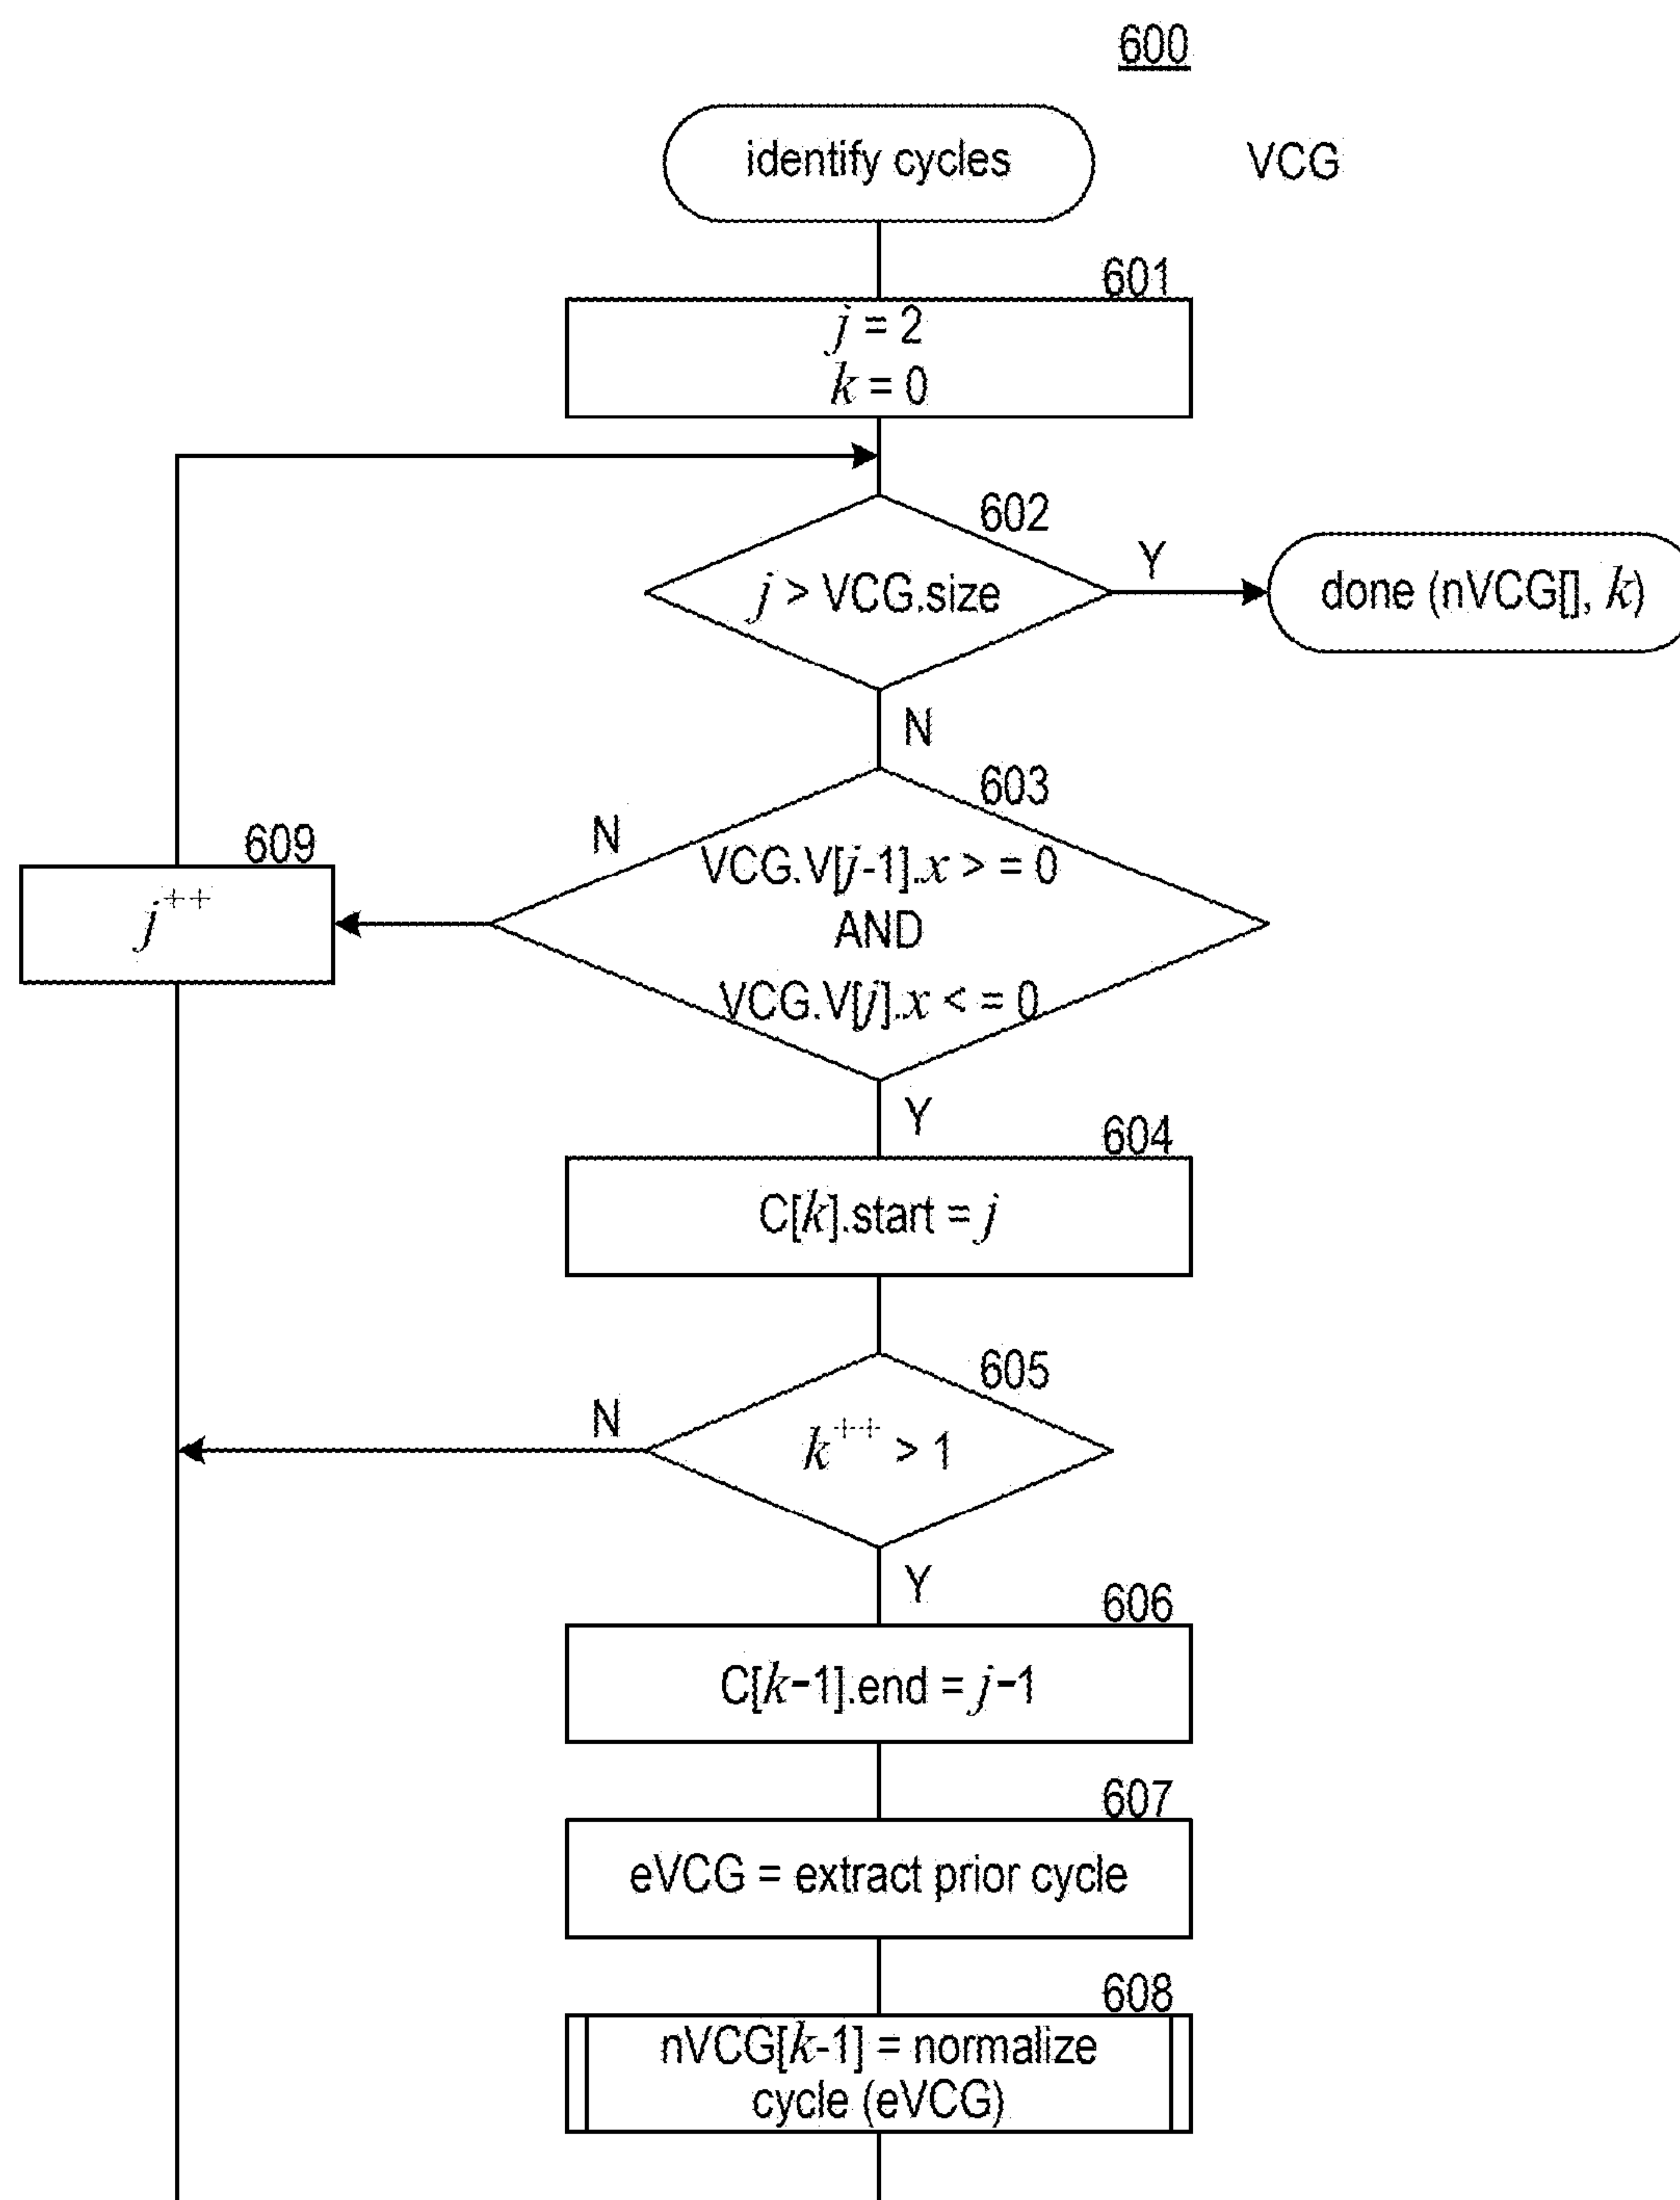 600
identify cycles
VCG
601
j = 2
k = 0
602
j > VCG.size
Y
done (nVCG[], k)
N
603
N
VCG.V[j-1].x > = 0
AND
VCG.V[j].x < = 0
609
j++
Y
604
C[k].start = j
605
N
k++ > 1
Y
606
C[k-1].end = j-1
607
eVCG = extract prior cycle
608
nVCG[k-1] = normalize
cycle (eVCG)